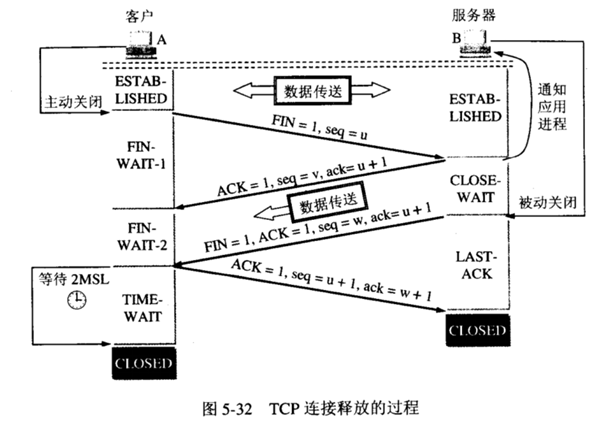 客户
服务器
A
B
ESTAB-
LISHED
数据传送
ESTAB-
LISHED
通知
应用
进程
主动关闭
FIN = 1, seq = u
FIN-
WAIT-1
ACK = 1, seq = v, ack= u + 1
CLOSE-
WAIT
数据传送
被动关闭
FIN-
WAIT-2
FIN = 1, ACK = 1, seq = w, ack= u + 1
等待 2MSL
ACK = 1, seq = u + 1, ack = w + 1
LAST-
ACK
TIME-
WAIT
CLOSED
CLOSED
图 5-32 TCP 连接释放的过程